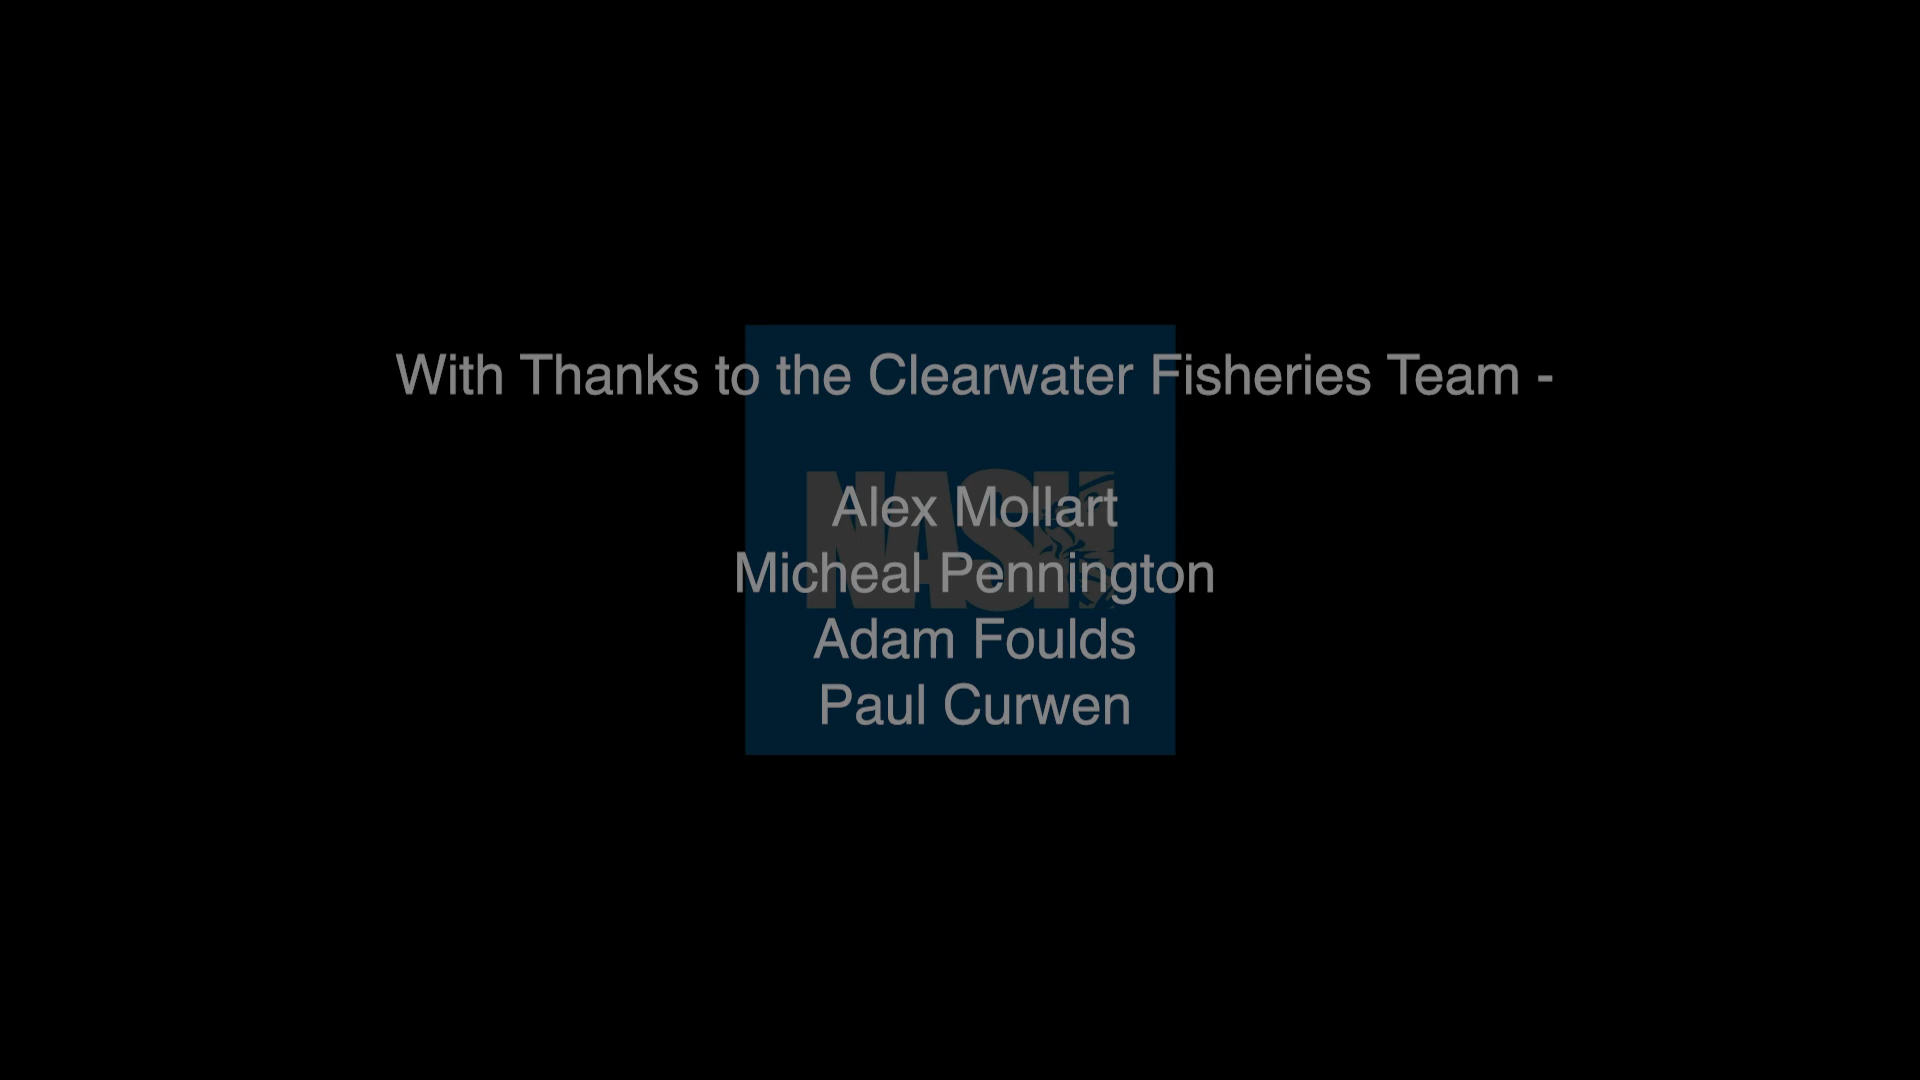 With Thanks to the Clearwater Fisheries Team -
NASH
Alex Mollart
Micheal Pennington
Adam Foulds
Paul Curwen